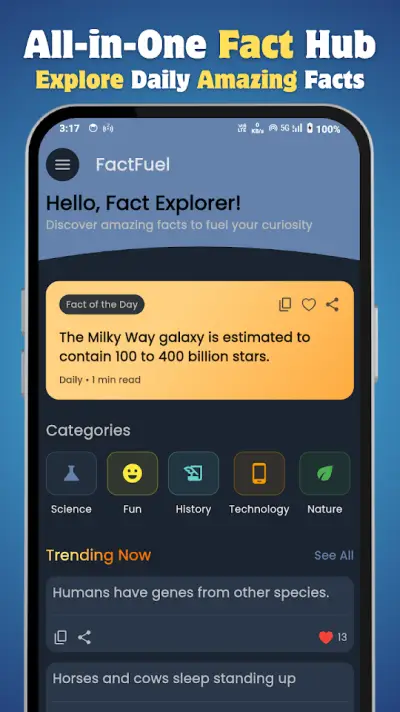 All-in-One Fact Hub
Explore Daily Amazing Facts
3:17
5G 100%
FactFuel
Hello, Fact Explorer!
Discover amazing facts to fuel your curiosity
Fact of the Day
The Milky Way galaxy is estimated to
contain 100 to 400 billion stars.
Daily • 1 min read
Categories
Science Fun History Technology Nature
Trending Now See All
Humans have genes from other species.
13
Horses and cows sleep standing up